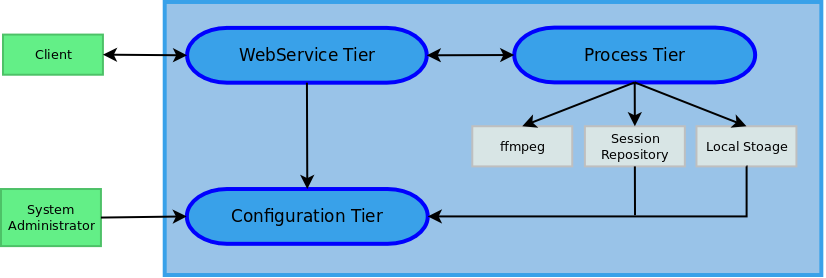 Client
WebService Tier
Process Tier
ffmpeg
Session
Repository
Local Stoage
System
Administrator
Configuration Tier